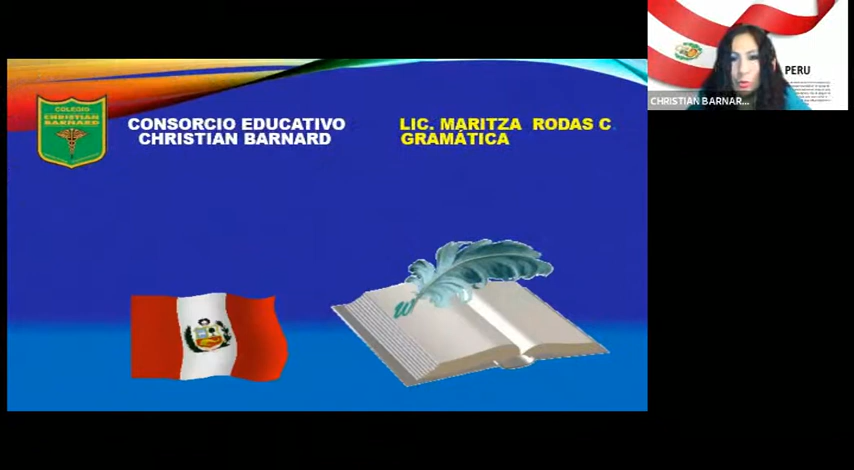 COLEGIO
CHRISTIAN
BARNARD
CONSORCIO EDUCATIVO
CHRISTIAN BARNARD
LIC. MARITZA RODAS C
GRAMÁTICA
PERU
CHRISTIAN BARNAR...